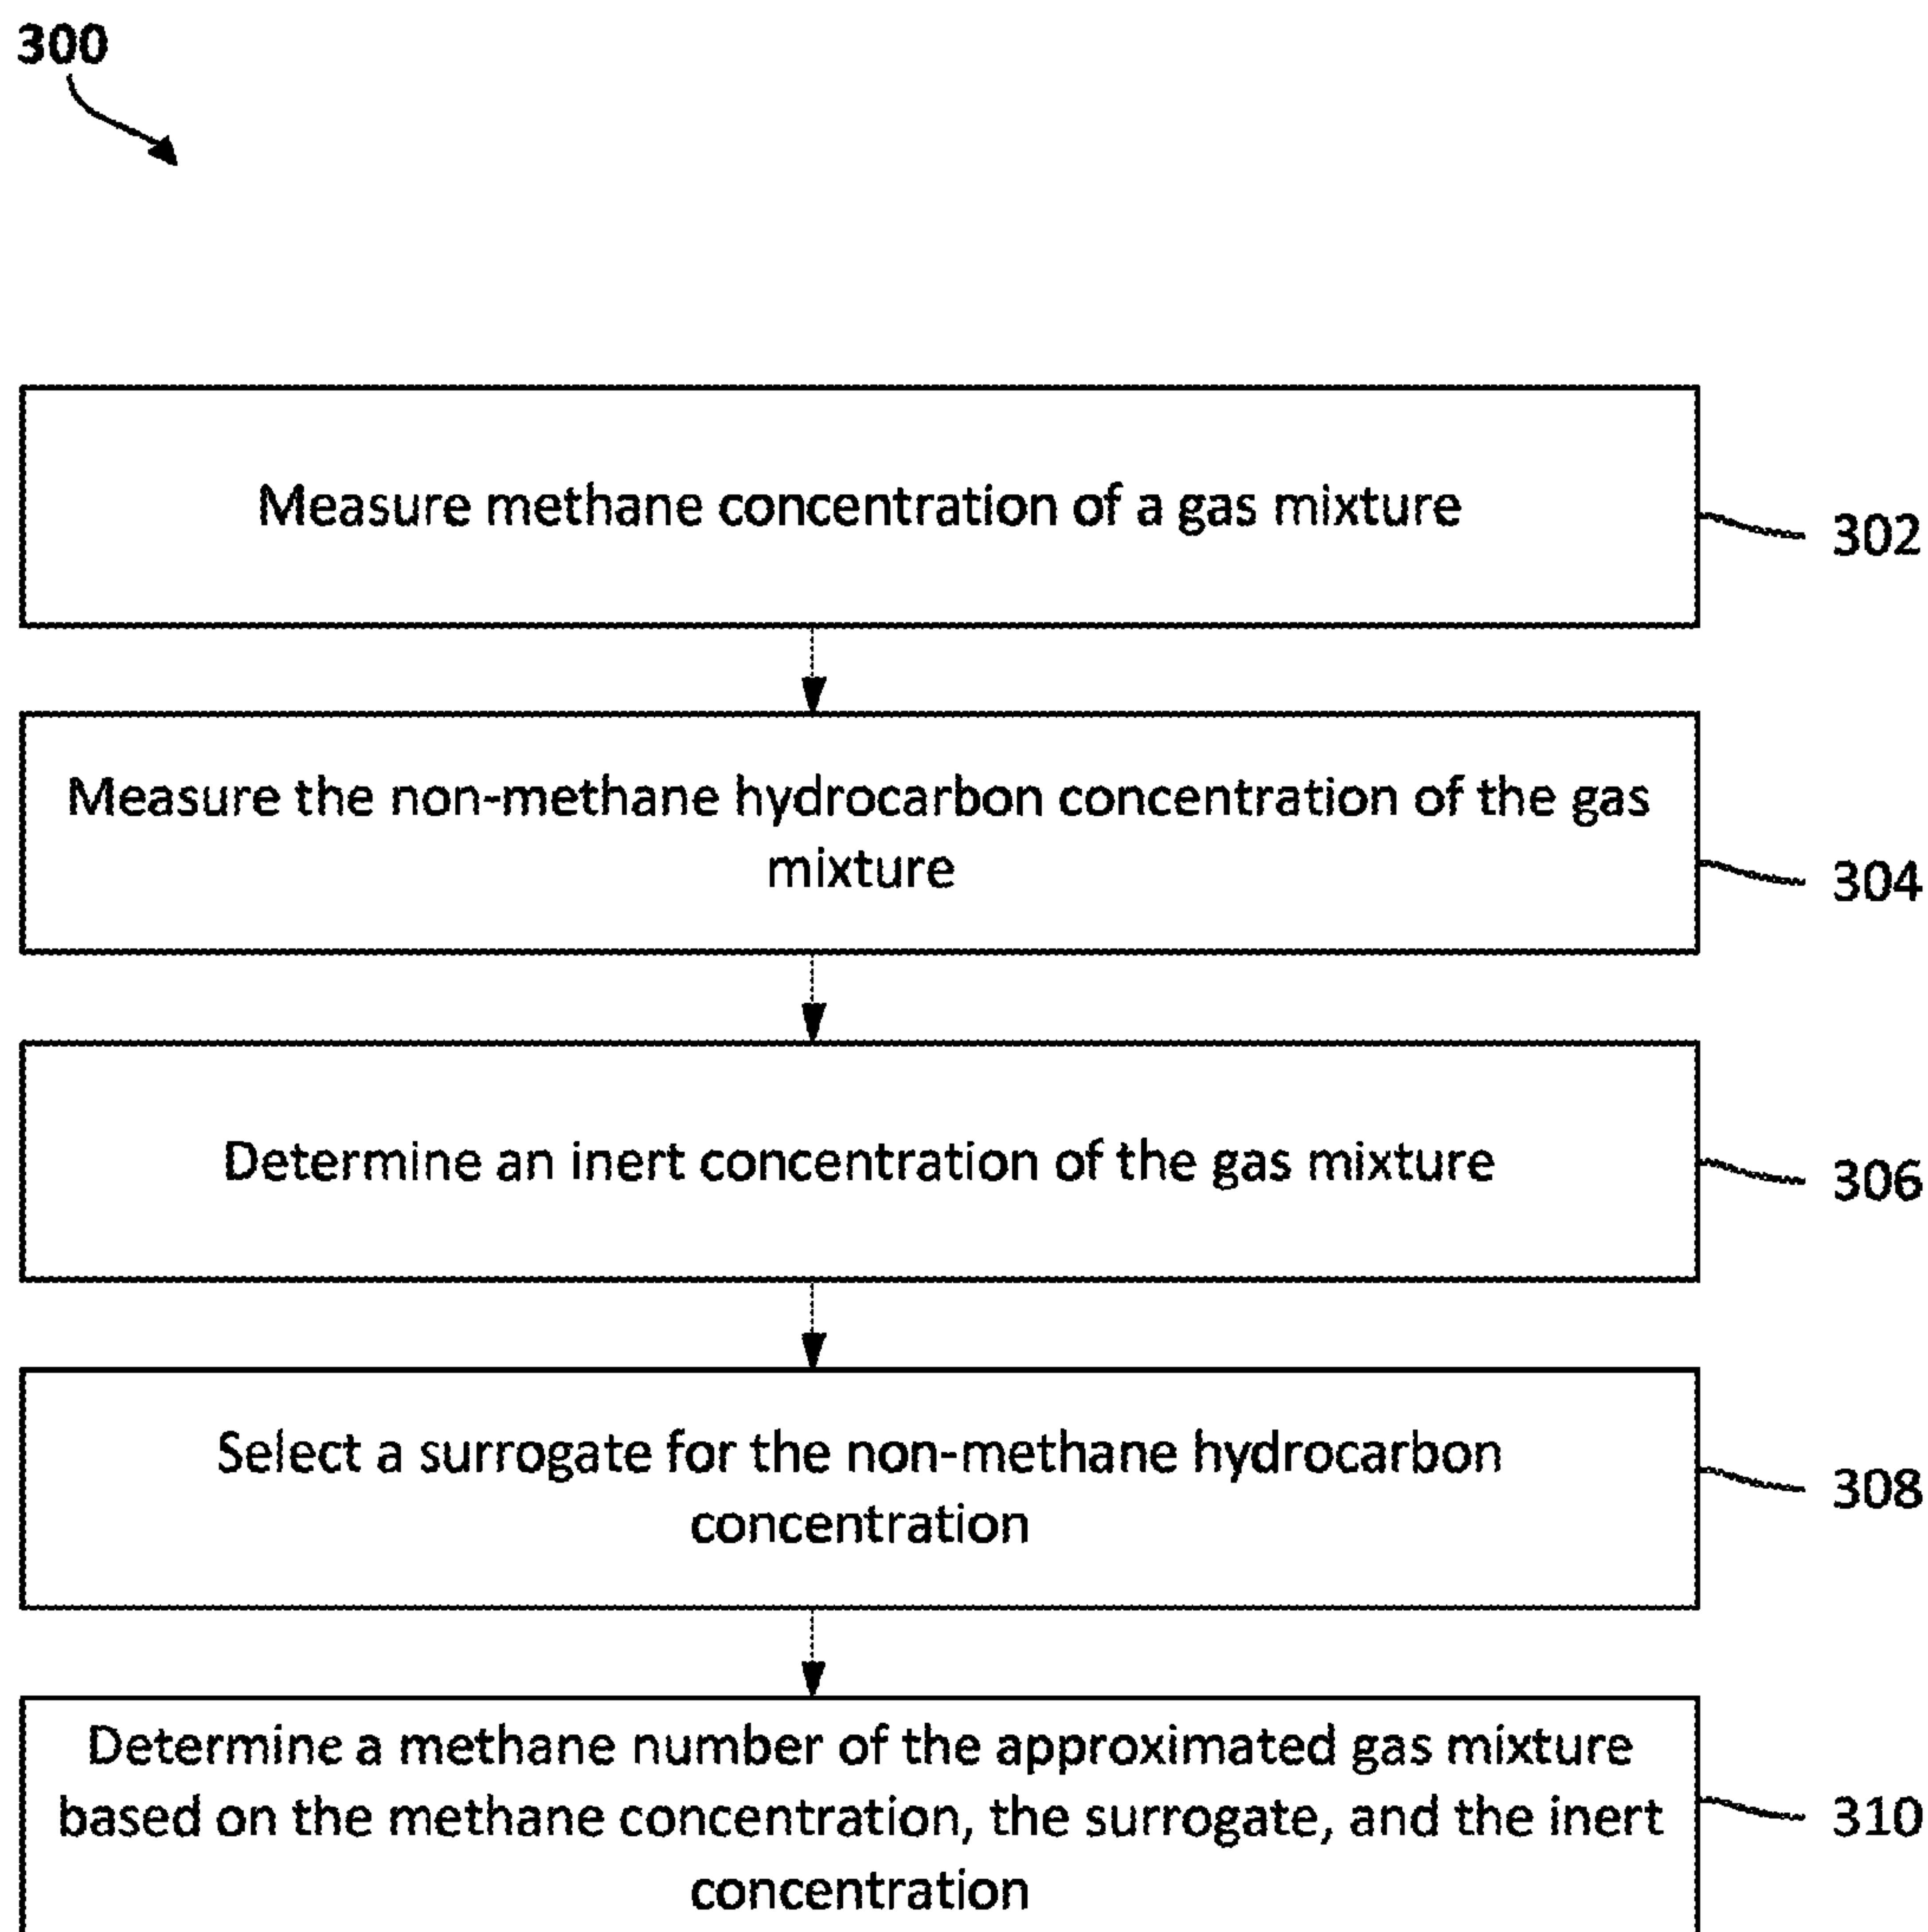 300
Measure methane concentration of a gas mixture
302
Measure the non-methane hydrocarbon concentration of the gas
mixture
304
Determine an inert concentration of the gas mixture
306
Select a surrogate for the non-methane hydrocarbon
concentration
308
Determine a methane number of the approximated gas mixture
based on the methane concentration, the surrogate, and the inert
concentration
310